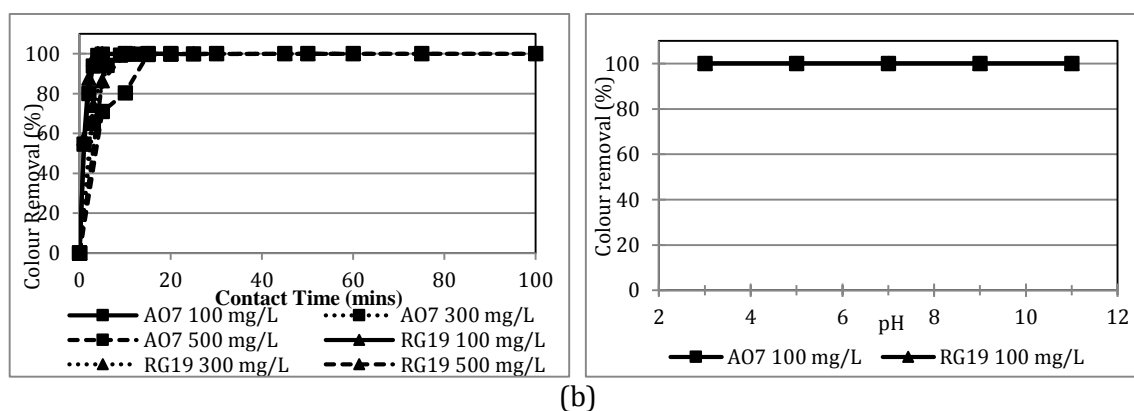 Colour Removal (%)
100
80
60
40
20
0
0 20 40 60 80 100
Contact Time (mins)
AO7 100 mg/L AO7 300 mg/L
AO7 500 mg/L RG19 100 mg/L
RG19 300 mg/L RG19 500 mg/L
Colour removal (%)
100
80
60
40
20
0
2 4 6 8 10 12
pH
AO7 100 mg/L RG19 100 mg/L
(b)